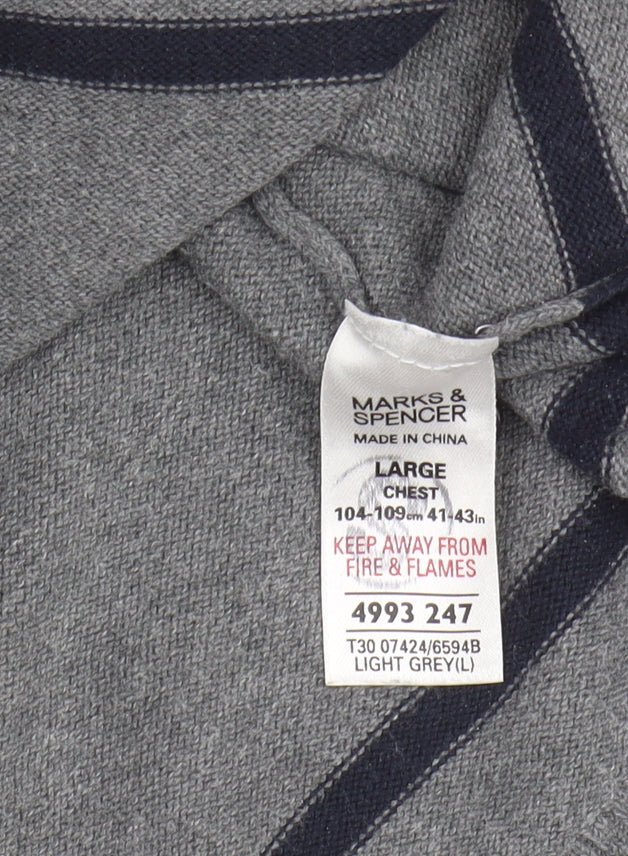 MARKS &
SPENCER
MADE IN CHINA
LARGE
CHEST
104-109cm 41-43in
KEEP AWAY FROM
FIRE & FLAMES
4993 247
T30 07424/6594B
LIGHT GREY(L)